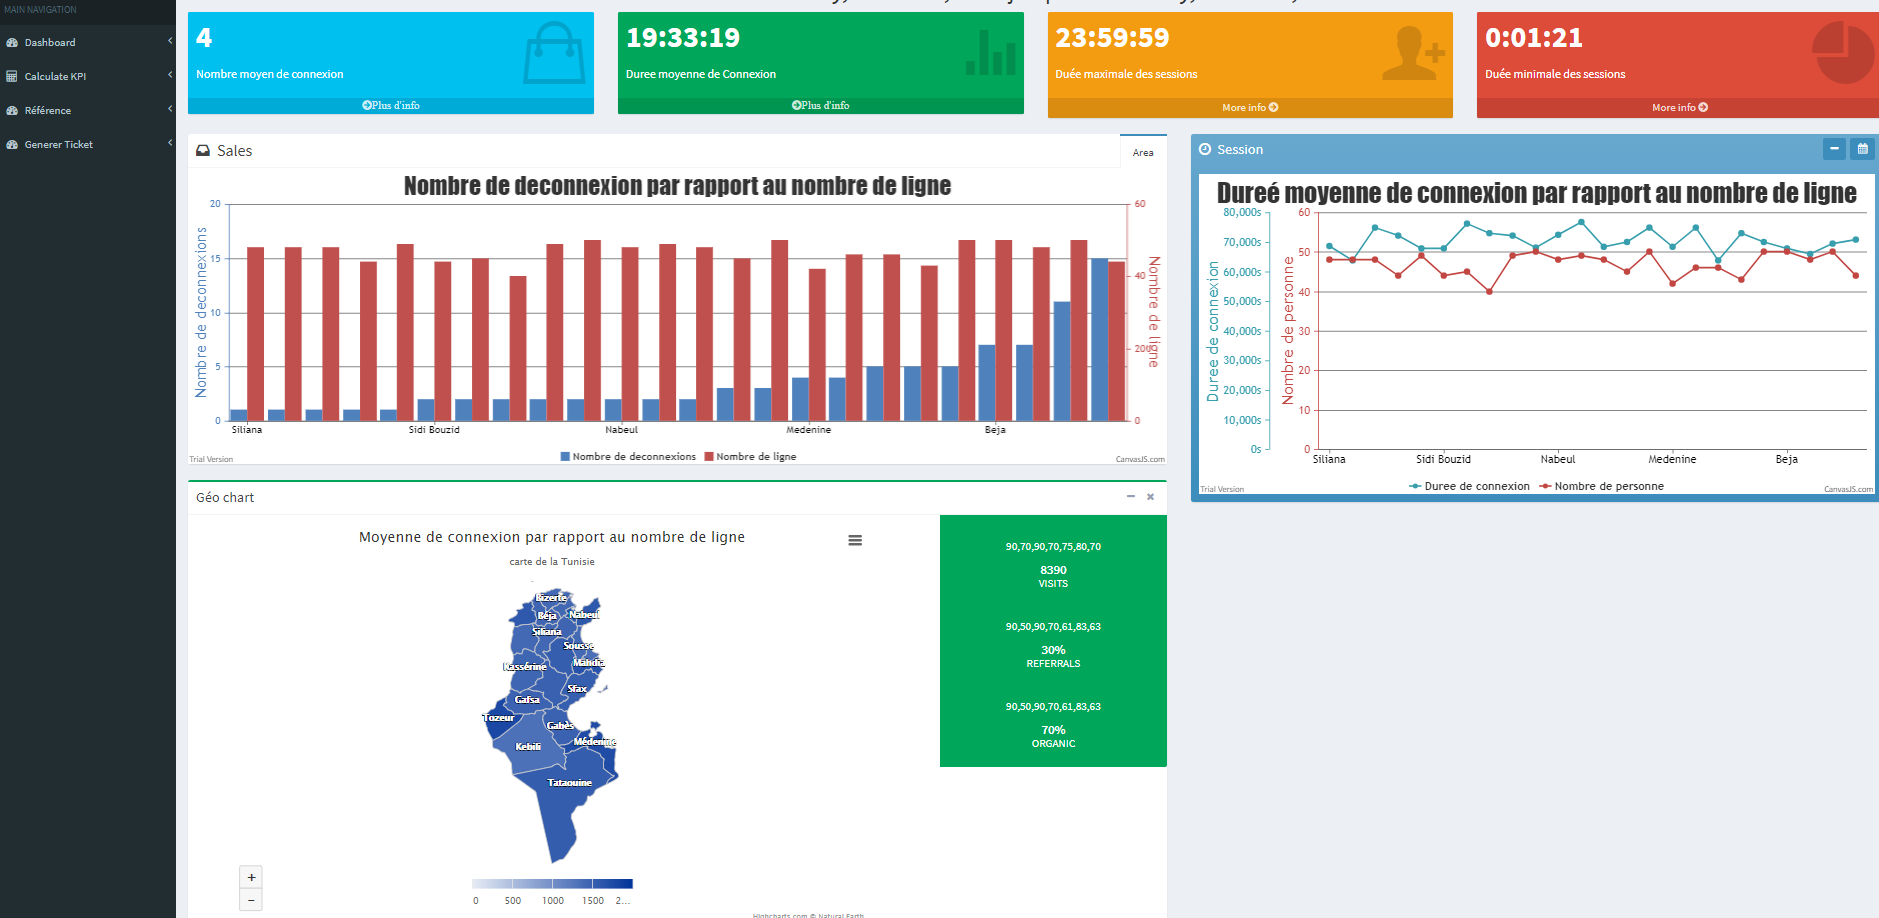 MAIN NAVIGATION
Dashboard
Calculate KPI
Référence
Generer Ticket
4
Nombre moyen de connexion
Plus d'info
19:33:19
Duree moyenne de Connexion
Plus d'info
23:59:59
Duée maximale des sessions
More info
0:01:21
Duée minimale des sessions
More info
Sales
Area
Nombre de deconnexion par rapport au nombre de ligne
Nombre de deconnexions
20
15
10
5
0
60
40
20
0
Nombre de ligne
Siliana
Sidi Bouzid
Nabeul
Medenine
Beja
Nombre de deconnexions
Nombre de ligne
Trial Version
CanvasJS.com
Session
Dureé moyenne de connexion par rapport au nombre de ligne
Duree de connexion
80,000s
70,000s
60,000s
50,000s
40,000s
30,000s
20,000s
10,000s
0s
Nombre de personne
60
50
40
30
20
10
0
Siliana
Sidi Bouzid
Nabeul
Medenine
Beja
Duree de connexion
Nombre de personne
Trial Version
CanvasJS.com
Géo chart
Moyenne de connexion par rapport au nombre de ligne
carte de la Tunisie
Bizerte
Béja
Nabeul
Siliana
Sousse
Kassérine
Mahdia
Sfax
Gafsa
Tozeur
Gabès
Médenine
Kebili
Tataouine
+
−
0
500
1000
1500
2...
Highcharts.com © Natural Earth
90,70,90,70,75,80,70
8390
VISITS
90,50,90,70,61,83,63
30%
REFERRALS
90,50,90,70,61,83,63
70%
ORGANIC